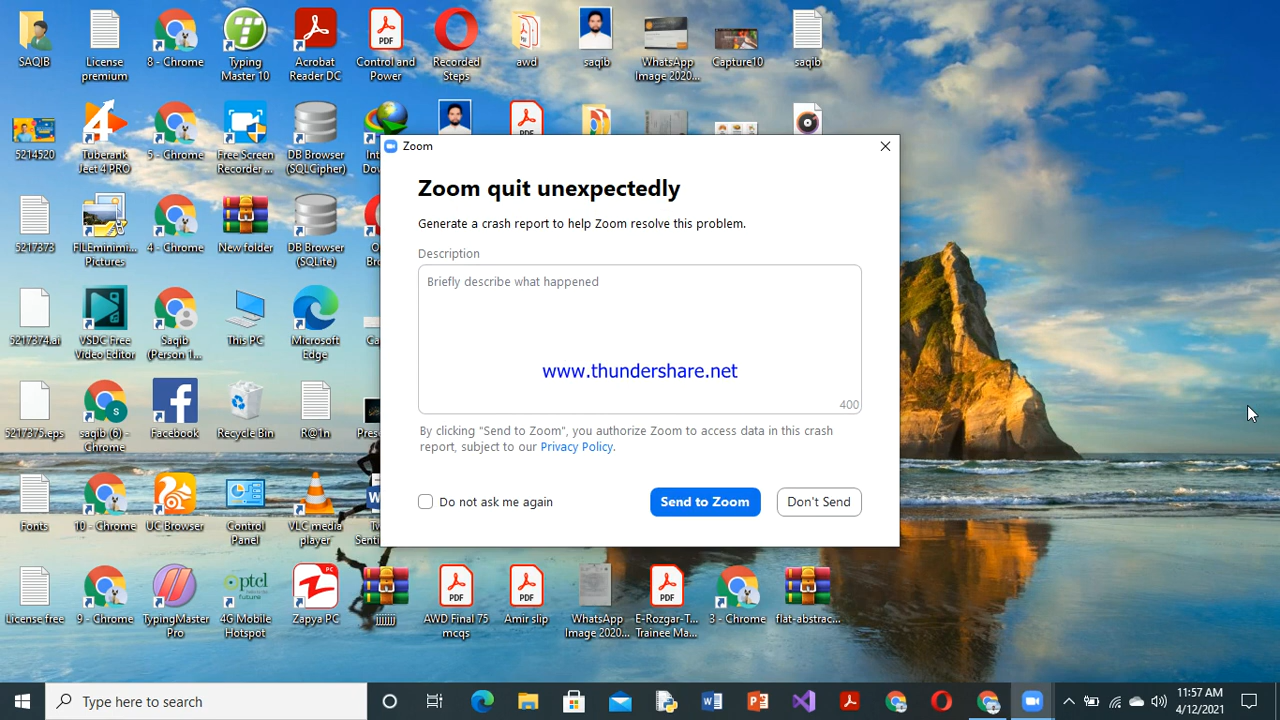 SAQIB
License premium
8 - Chrome
Typing Master 10
Acrobat Reader DC
Control and Power
Recorded Steps
awd
saqib
WhatsApp Image 2020...
Capture10
saqib
PDF
5214520
Tuberank Jeet 4 PRO
5 - Chrome
Free Screen Recorder ...
DB Browser (SQLCipher)
PDF
Zoom
Zoom quit unexpectedly
Generate a crash report to help Zoom resolve this problem.
Description
Briefly describe what happened
www.thundershare.net
400
By clicking "Send to Zoom", you authorize Zoom to access data in this crash
report, subject to our Privacy Policy.
Do not ask me again
Send to Zoom
Don't Send
5217373
FILEminimi... Pictures
4 - Chrome
New folder
DB Browser (SQLite)
5217374.ai
VSDC Free Video Editor
Saqib (Person 1...
This PC
Microsoft Edge
5217375.eps
saqib (6) - Chrome
Facebook
Recycle Bin
R@1n
Fonts
10 - Chrome
UC Browser
Control Panel
VLC media player
License free
9 - Chrome
TypingMaster Pro
ptcl
4G Mobile Hotspot
PC
Zapya PC
jjjjjjj
PDF
AWD Final 75 mcqs
PDF
Amir slip
WhatsApp Image 2020...
PDF
E-Rozgar-T... Trainee Ma...
3 - Chrome
flat-abstrac...
Type here to search
11:57 AM
4/12/2021